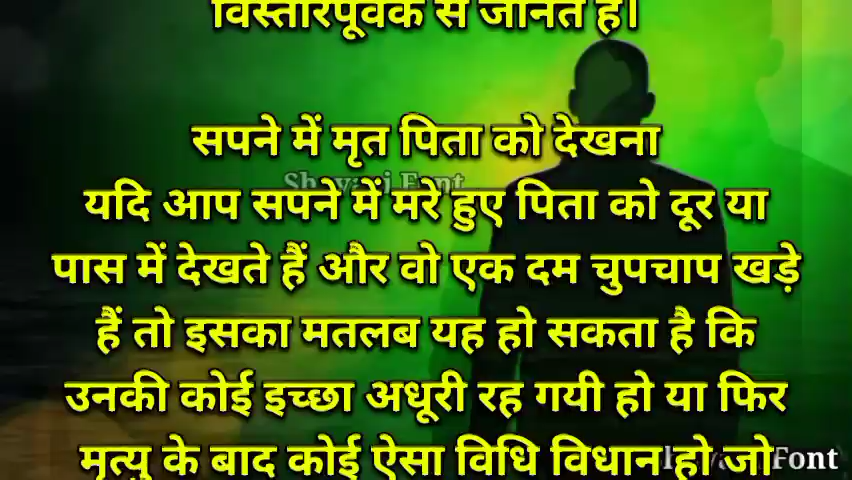 विस्तारपूर्वक से जानते है।
सपने में मृत पिता को देखना
यदि आप सपने में मरे हुए पिता को दूर या
पास में देखते हैं और वो एक दम चुपचाप खड़े
हैं तो इसका मतलब यह हो सकता है कि
उनकी कोई इच्छा अधूरी रह गयी हो या फिर
मृत्यु के बाद कोई ऐसा विधि विधान हो जो
Font